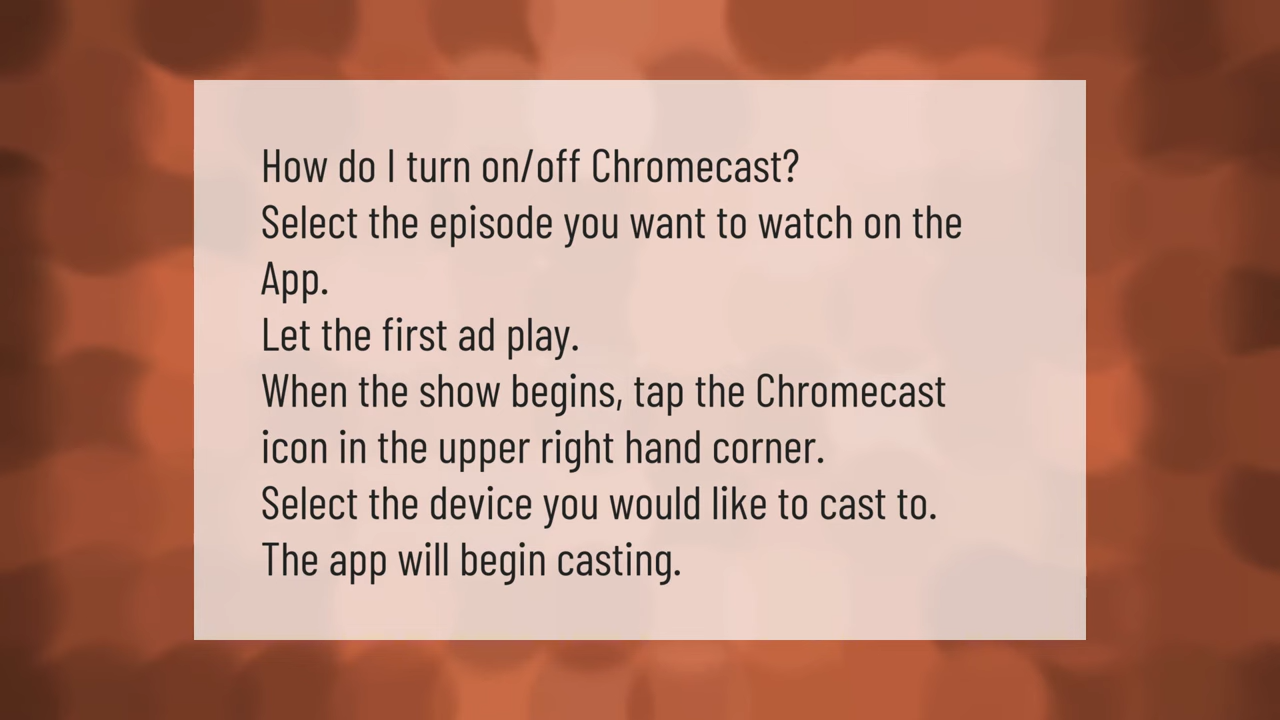 How do I turn on/off Chromecast?
Select the episode you want to watch on the
App.
Let the first ad play.
When the show begins, tap the Chromecast
icon in the upper right hand corner.
Select the device you would like to cast to.
The app will begin casting.